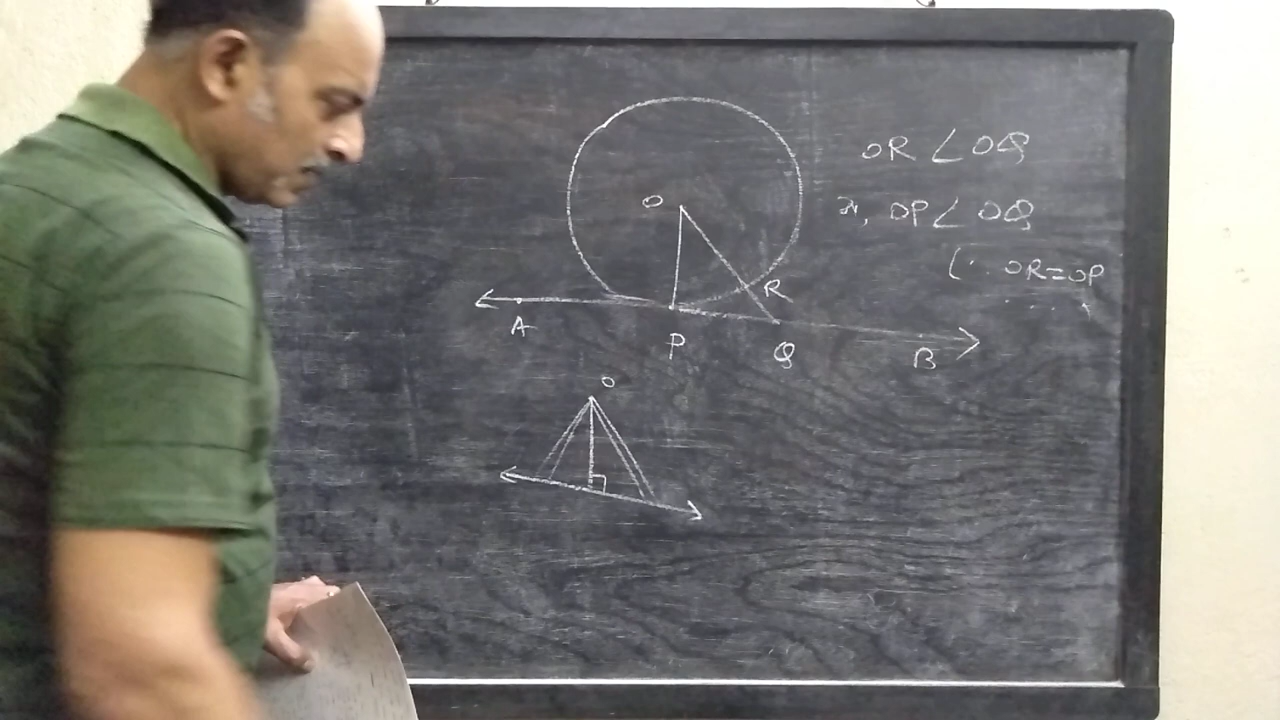 O
R
A
P
Q
B
O
OR < OQ
OP < OQ
(∵ OR = OP